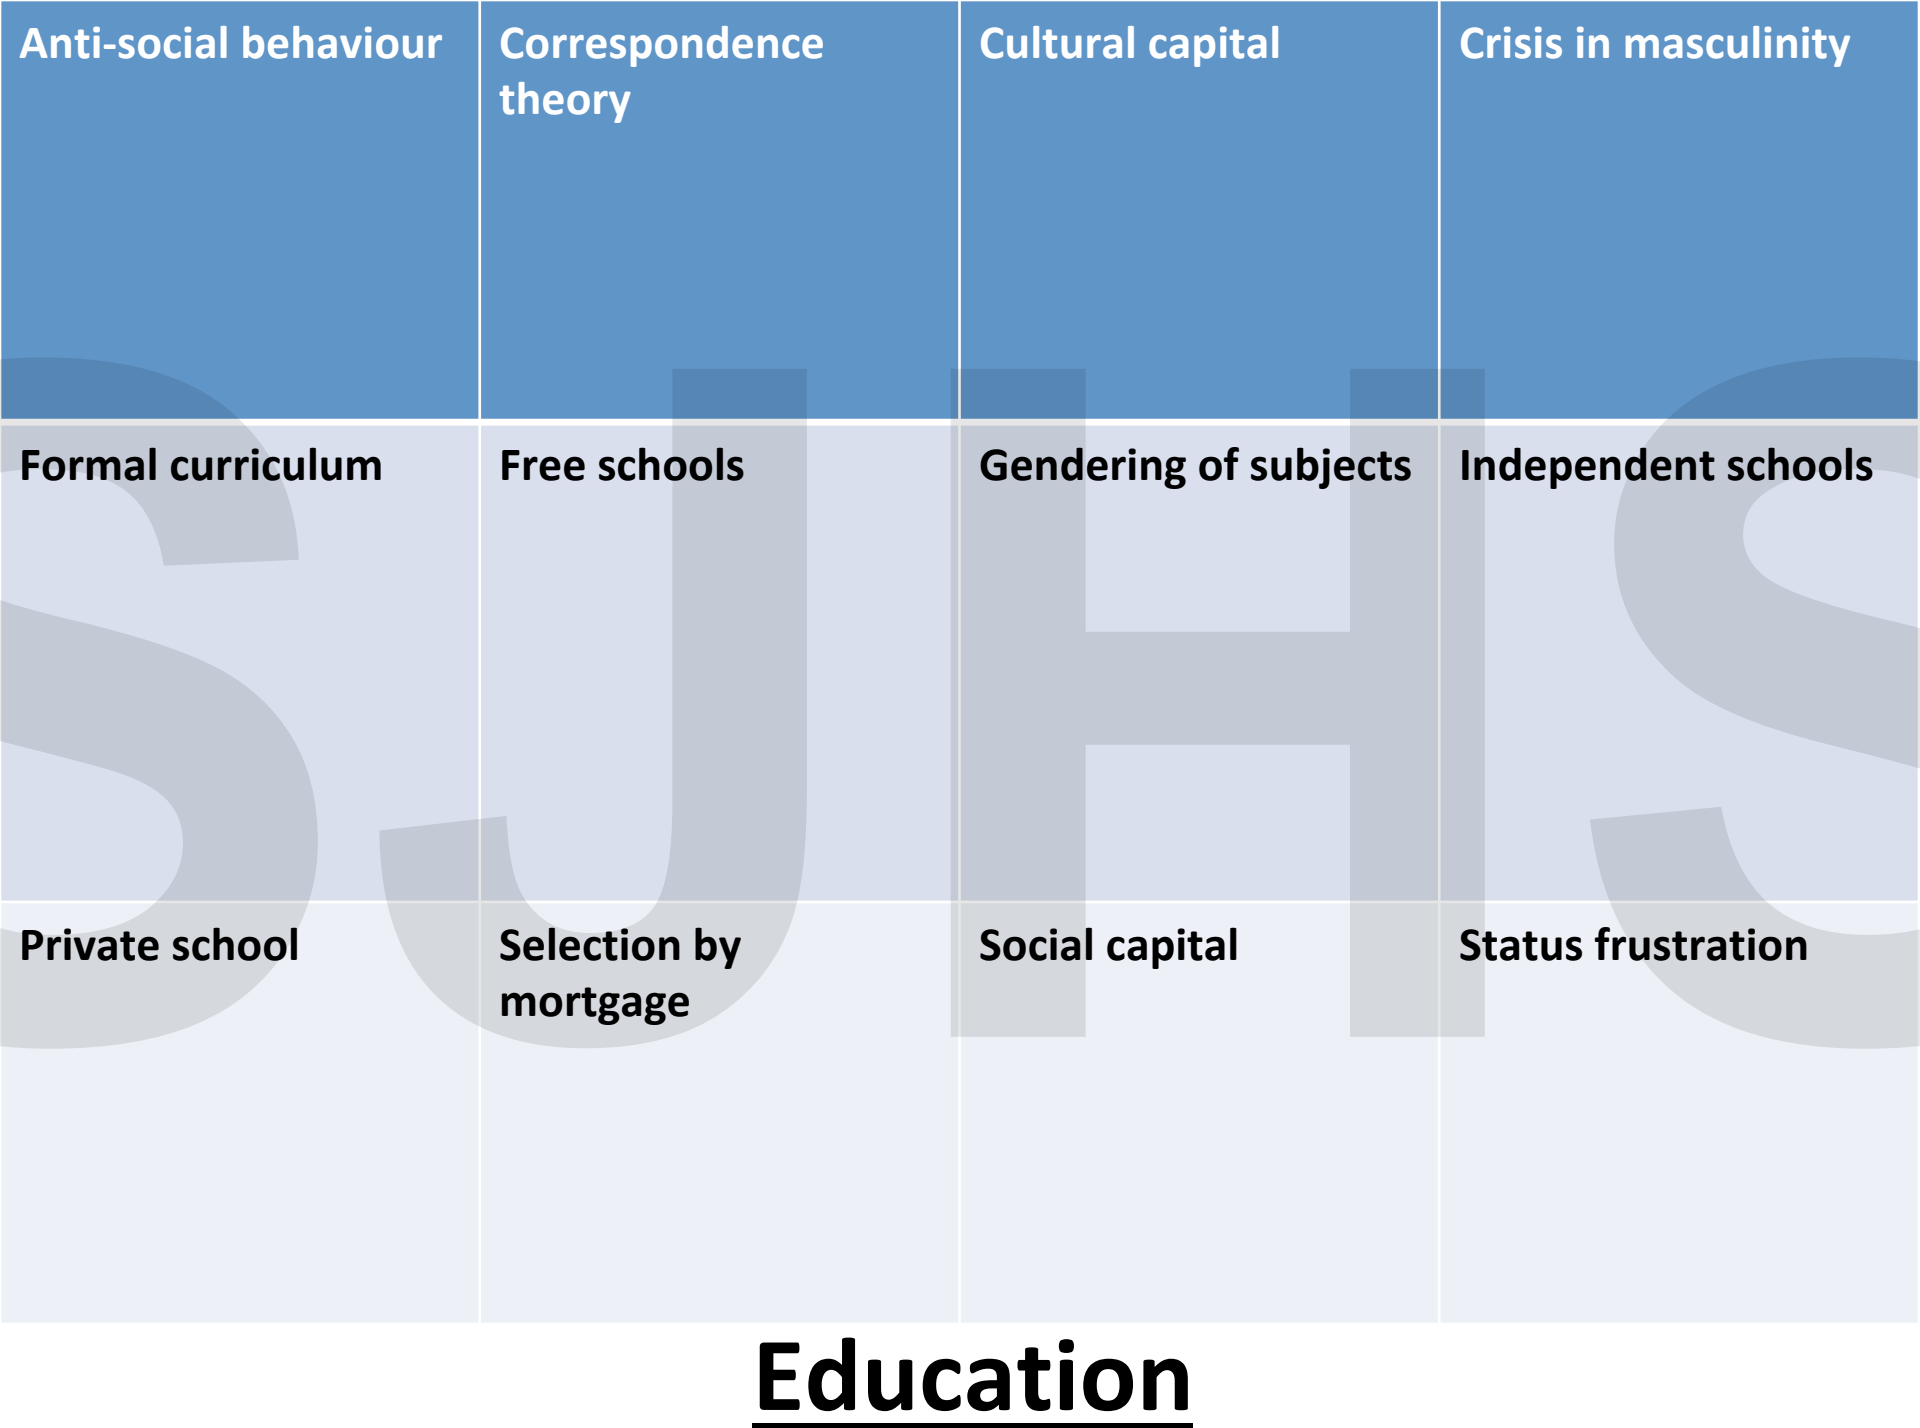 Anti-social behaviour
Correspondence
theory
Cultural capital
Crisis in masculinity
Formal curriculum
Free schools
Gendering of subjects
Independent schools
Private school
Selection by
mortgage
Social capital
Status frustration
SJHS
Education